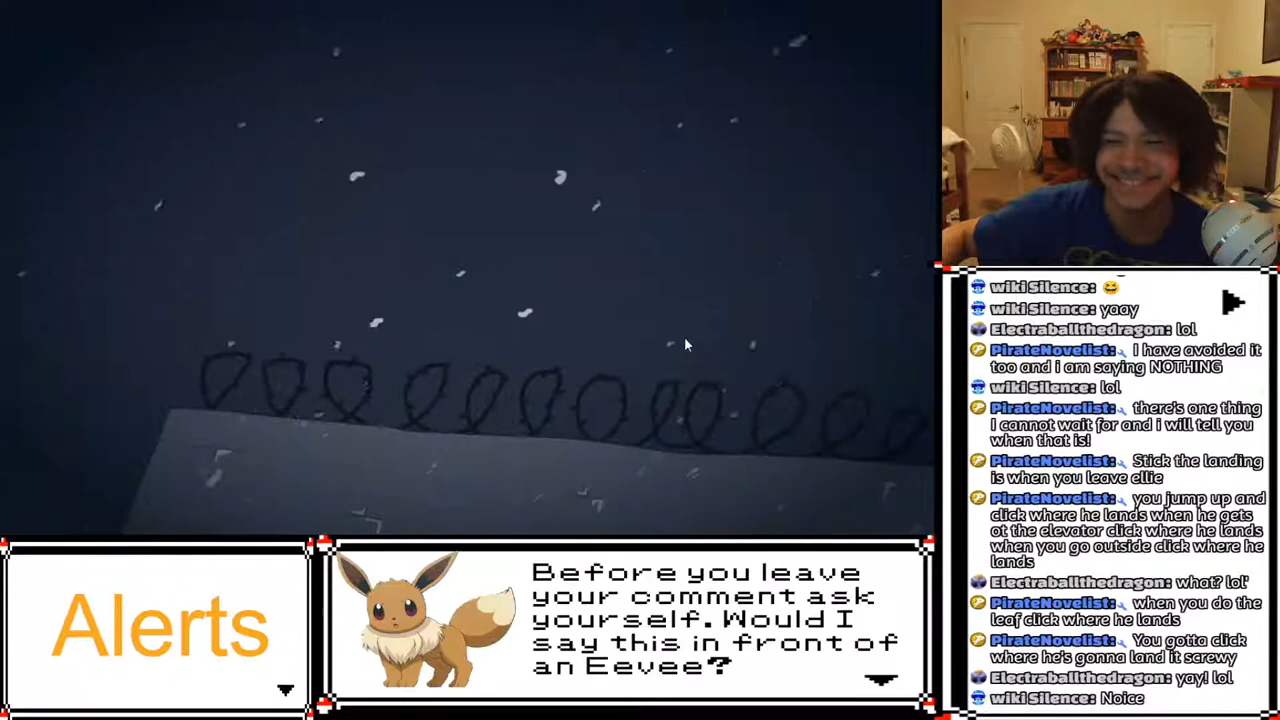 wiki Silence: 😆
wiki Silence: yaay
Electraballthedragon: lol
PirateNovelist: I have avoided it
too and i am saying NOTHING
wiki Silence: lol
PirateNovelist: there's one thing
I cannot wait for and i will tell you
when that is!
PirateNovelist: Stick the landing
is when you leave ellie
PirateNovelist: you jump up and
click where he lands when he gets
ot the elevator click where he lands
when you go outside click where he
lands
Electraballthedragon: what? lol'
PirateNovelist: when you do the
leaf click where he lands
PirateNovelist: You gotta click
where he's gonna land it screwy
Electraballthedragon: yay! lol
wiki Silence: Noice
Alerts
Before you leave
your comment ask
yourself. Would I
say this in front of
an Eevee?